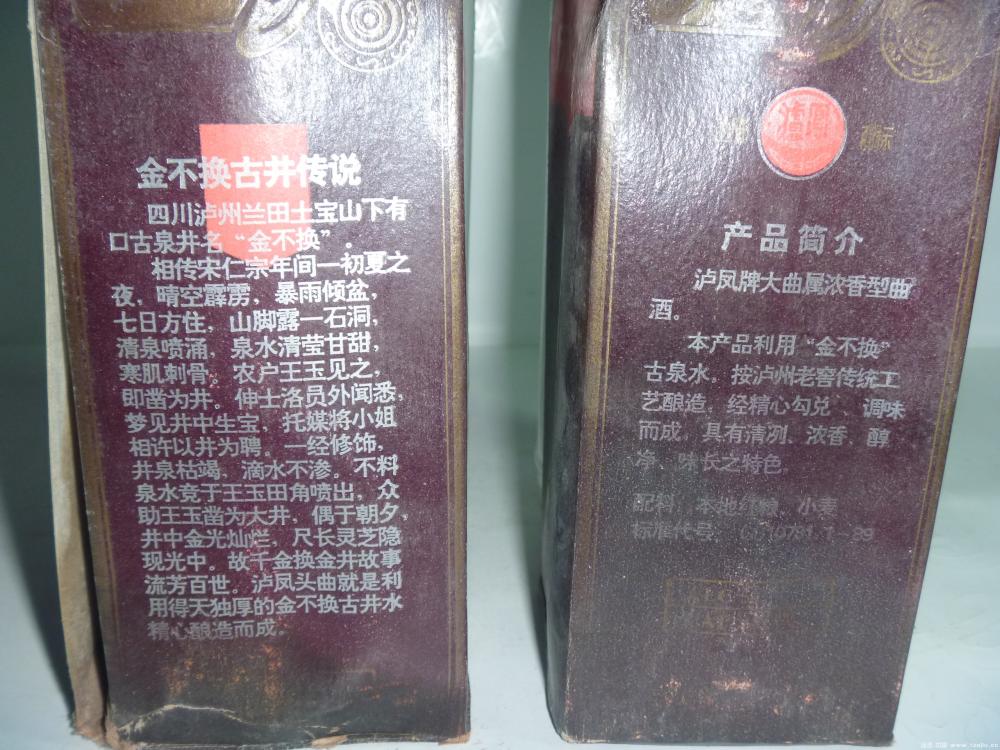 金不换古井传说
四川泸州兰田土宝山下有
口古泉井名“金不换”。
相传宋仁宗年间一初夏之
夜，晴空霹雳，暴雨倾盆，
七日方住，山脚露一石洞，
清泉喷涌，泉水清莹甘甜，
寒肌刺骨。农户王玉见之，
即凿为井。伸士洛员外闻悉，
梦见井中生宝，托媒将小姐
相许以井为聘。一经修饰，
井泉枯竭，滴水不渗。不料
泉水竞于王玉田角喷出，众
助王玉凿为大井，偶于朝夕，
井中金光灿烂，尺长灵芝隐
现光中。故千金换金井故事
流芳百世。泸凤头曲就是利
用得天独厚的金不换古井水
精心酿造而成。
产品简介
泸凤牌大曲属浓香型曲
酒。
本产品利用“金不换”
古泉水。按泸州老窖传统工
艺酿造。经精心勾兑、调味
而成。具有清冽、浓香、醇
净、味长之特色。
配料：本地红粮、小麦
标准代号：